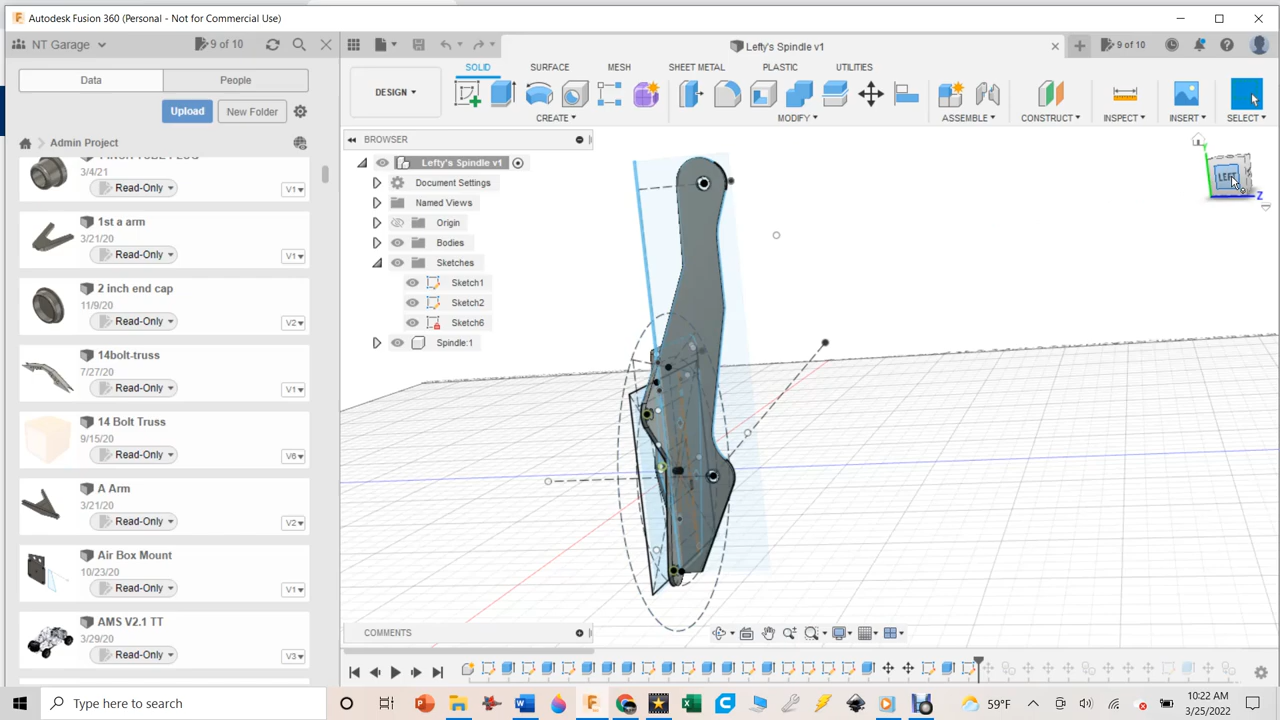 Autodesk Fusion 360 (Personal - Not for Commercial Use)
NT Garage
9 of 10
Lefty's Spindle v1
9 of 10
Data
People
SOLID
SURFACE
MESH
SHEET METAL
PLASTIC
UTILITIES
DESIGN
Upload
New Folder
CREATE
MODIFY
ASSEMBLE
CONSTRUCT
INSPECT
INSERT
SELECT
Admin Project
BROWSER
3/4/21
Read-Only
V1
1st a arm
3/21/20
Read-Only
V1
2 inch end cap
11/9/20
Read-Only
V2
14bolt-truss
7/27/20
Read-Only
V1
14 Bolt Truss
9/15/20
Read-Only
V6
A Arm
3/21/20
Read-Only
V2
Air Box Mount
10/23/20
Read-Only
V1
AMS V2.1 TT
3/29/20
Read-Only
V3
Lefty's Spindle v1
Document Settings
Named Views
Origin
Bodies
Sketches
Sketch1
Sketch2
Sketch6
Spindle:1
LEFT
Y
Z
COMMENTS
Type here to search
59°F
10:22 AM
3/25/2022